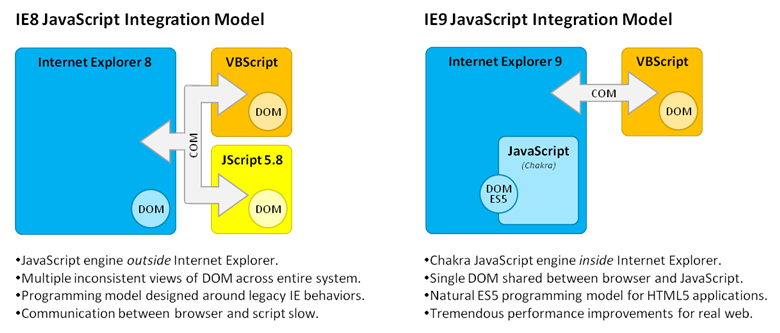 IE8 JavaScript Integration Model
Internet Explorer 8
VBScript
DOM
COM
JScript 5.8
DOM
DOM
•JavaScript engine outside Internet Explorer.
•Multiple inconsistent views of DOM across entire system.
•Programming model designed around legacy IE behaviors.
•Communication between browser and script slow.
IE9 JavaScript Integration Model
Internet Explorer 9
VBScript
COM
DOM
JavaScript
(Chakra)
DOM
ES5
•Chakra JavaScript engine inside Internet Explorer.
•Single DOM shared between browser and JavaScript.
•Natural ES5 programming model for HTML5 applications.
•Tremendous performance improvements for real web.